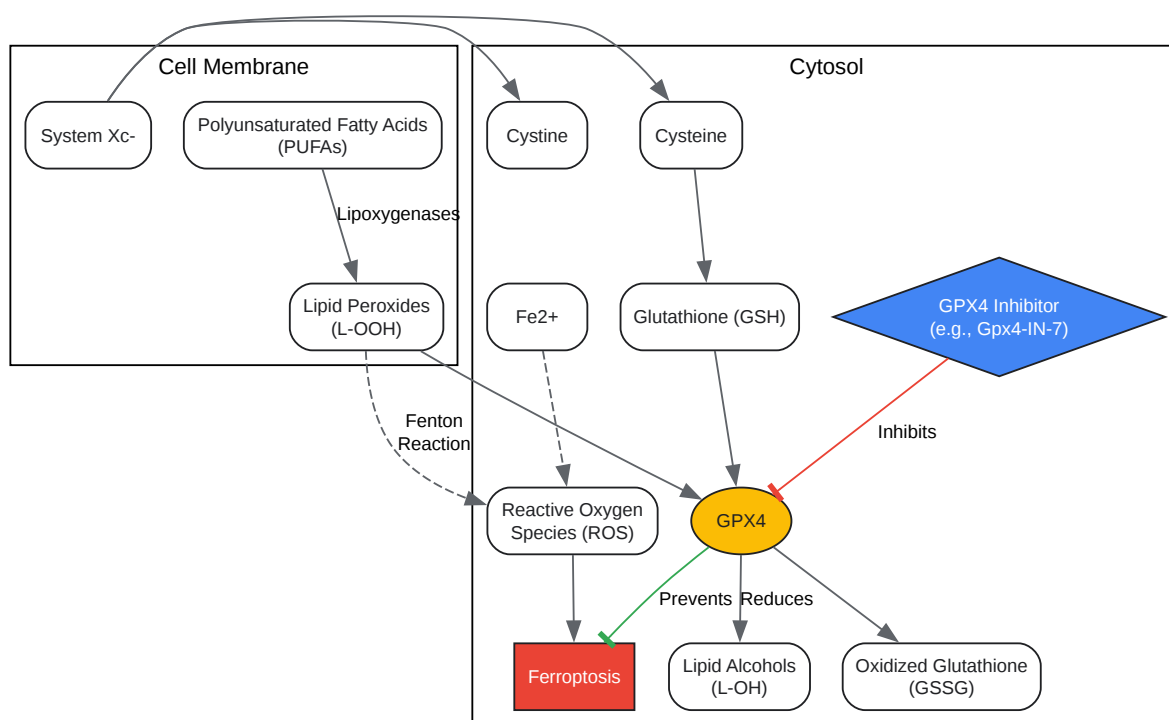 Cell Membrane
Cytosol
System Xc-
Polyunsaturated Fatty Acids
(PUFAs)
Cystine
Cysteine
Lipoxygenases
Lipid Peroxides
(L-OOH)
Fe2+
Glutathione (GSH)
GPX4 Inhibitor
(e.g., Gpx4-IN-7)
Fenton
Reaction
Inhibits
Reactive Oxygen
Species (ROS)
GPX4
Prevents
Reduces
Ferroptosis
Lipid Alcohols
(L-OH)
Oxidized Glutathione
(GSSG)